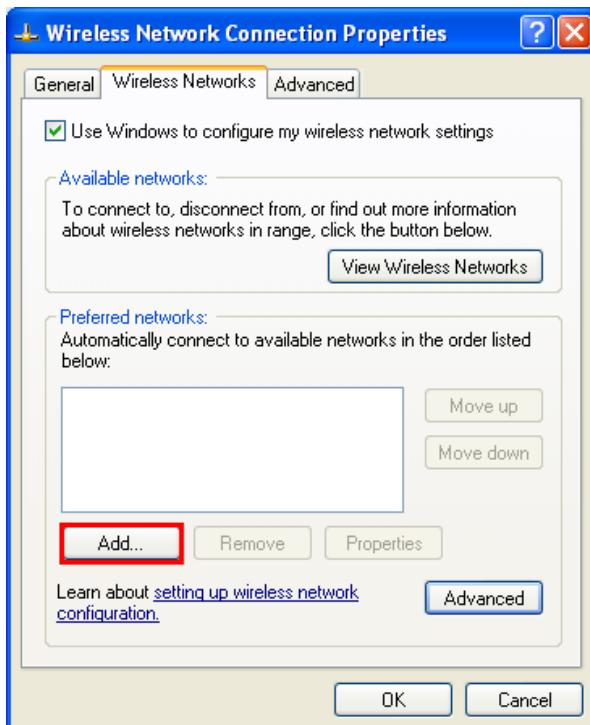 Wireless Network Connection Properties
?
General
Wireless Networks
Advanced
Use Windows to configure my wireless network settings
Available networks:
To connect to, disconnect from, or find out more information
about wireless networks in range, click the button below.
View Wireless Networks
Preferred networks:
Automatically connect to available networks in the order listed
below:
Move up
Move down
Add...
Remove
Properties
Learn about setting up wireless network
configuration.
Advanced
OK
Cancel